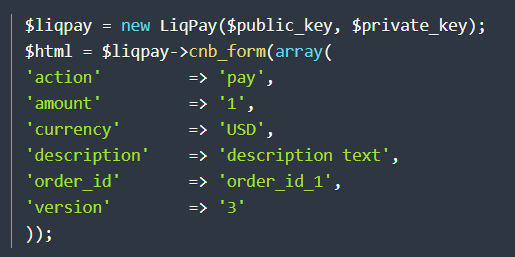 $liqpay = new LiqPay($public_key, $private_key);
$html = $liqpay->cnb_form(array(
'action'         => 'pay',
'amount'         => '1',
'currency'       => 'USD',
'description'    => 'description text',
'order_id'       => 'order_id_1',
'version'        => '3'
));